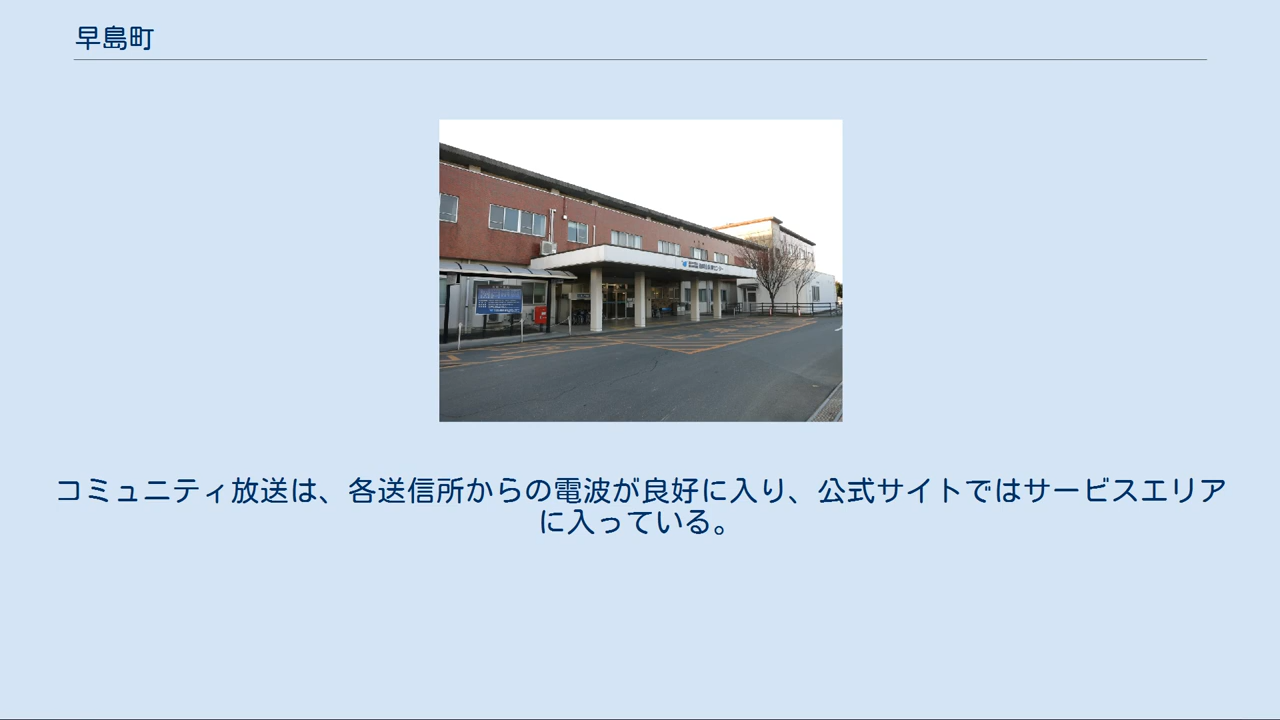 早島町
コミュニティ放送は、各送信所からの電波が良好に入り、公式サイトではサービスエリア
に入っている。